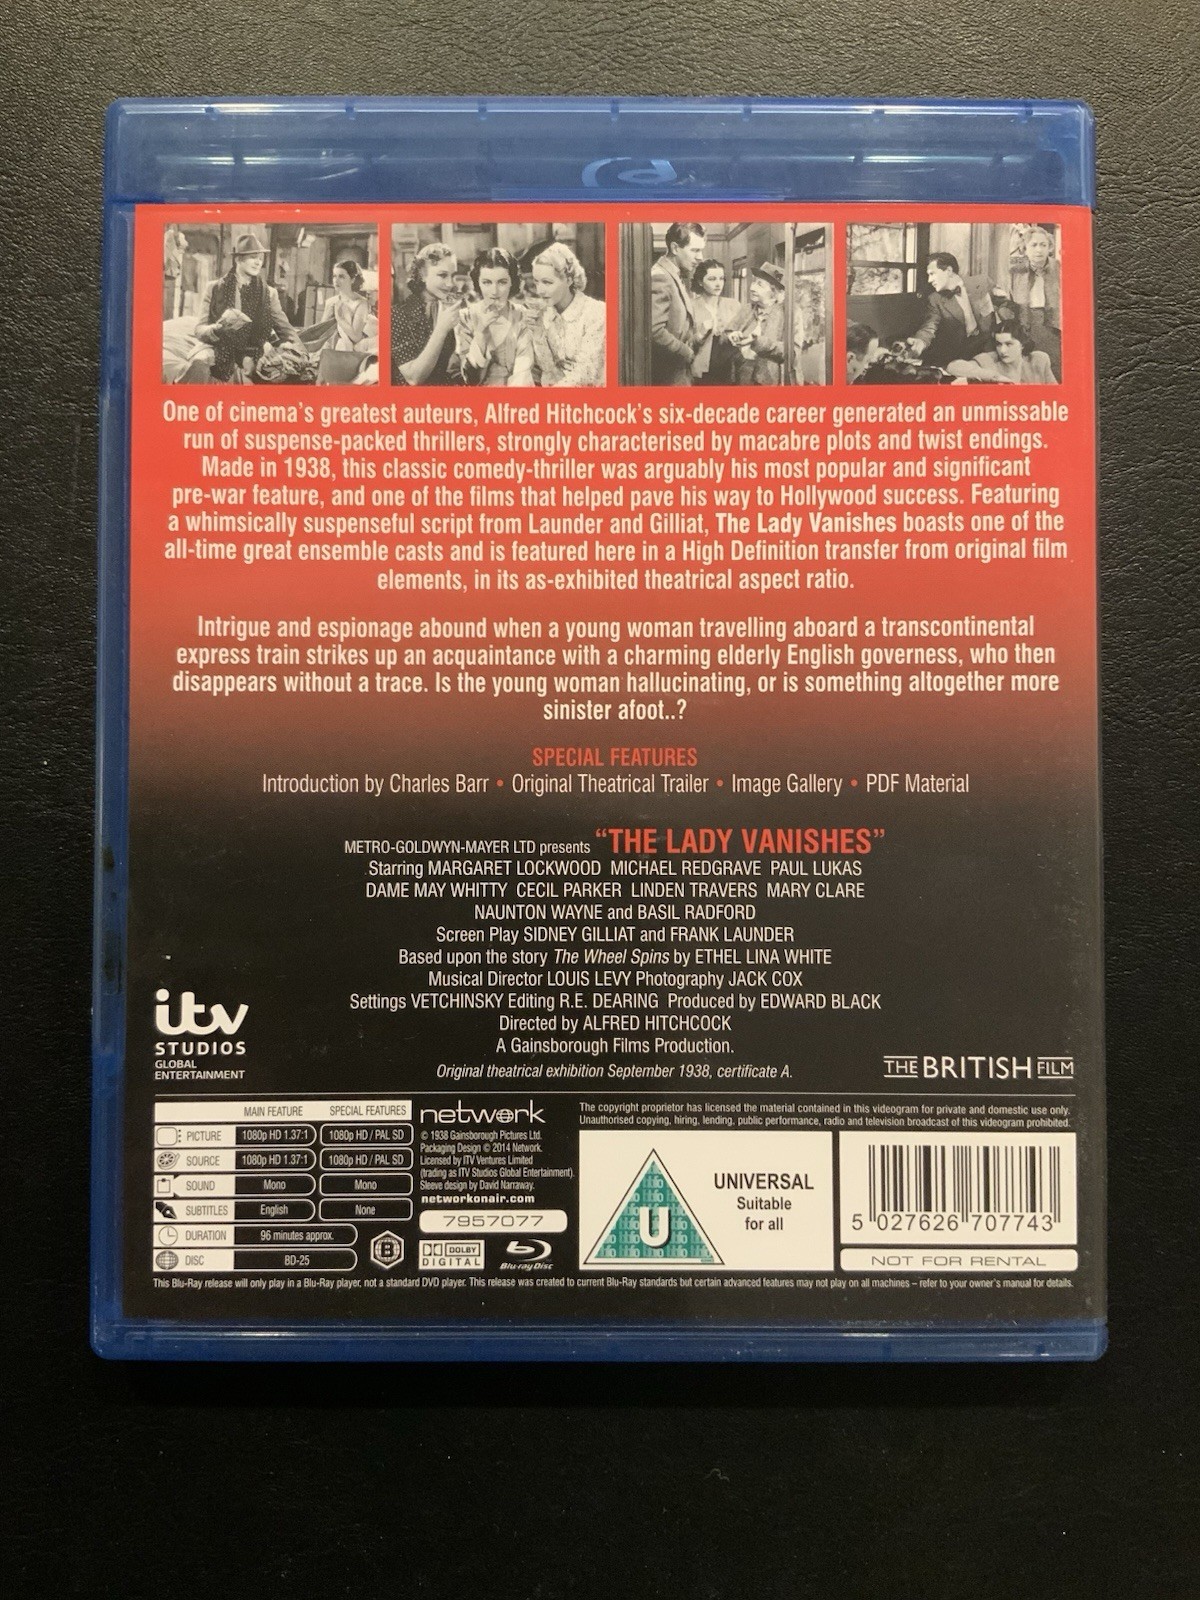 One of cinema's greatest auteurs, Alfred Hitchcock's six-decade career generated an unmissable
run of suspense-packed thrillers, strongly characterised by macabre plots and twist endings.
Made in 1938, this classic comedy-thriller was arguably his most popular and significant
pre-war feature, and one of the films that helped pave his way to Hollywood success. Featuring
a whimsically suspenseful script from Launder and Gilliat, The Lady Vanishes boasts one of the
all-time great ensemble casts and is featured here in a High Definition transfer from original film
elements, in its as-exhibited theatrical aspect ratio.
Intrigue and espionage abound when a young woman travelling aboard a transcontinental
express train strikes up an acquaintance with a charming elderly English governess, who then
disappears without a trace. Is the young woman hallucinating, or is something altogether more
sinister afoot..?
SPECIAL FEATURES
Introduction by Charles Barr • Original Theatrical Trailer • Image Gallery • PDF Material
METRO-GOLDWYN-MAYER LTD presents "THE LADY VANISHES"
Starring MARGARET LOCKWOOD MICHAEL REDGRAVE PAUL LUKAS
DAME MAY WHITTY CECIL PARKER LINDEN TRAVERS MARY CLARE
NAUNTON WAYNE and BASIL RADFORD
Screen Play SIDNEY GILLIAT and FRANK LAUNDER
Based upon the story The Wheel Spins by ETHEL LINA WHITE
Musical Director LOUIS LEVY Photography JACK COX
Settings VETCHINSKY Editing R.E. DEARING Produced by EDWARD BLACK
Directed by ALFRED HITCHCOCK
A Gainsborough Films Production.
Original theatrical exhibition September 1938, certificate A.
itv
STUDIOS
GLOBAL
ENTERTAINMENT
THE BRITISH FILM
MAIN FEATURE SPECIAL FEATURES
PICTURE 1080p HD 1.37:1 1080p HD / PAL SD
SOURCE 1080p HD 1.37:1 1080p HD / PAL SD
SOUND Mono Mono
SUBTITLES English None
DURATION 96 minutes approx.
DISC BD-25
B
network
© 1938 Gainsborough Pictures Ltd.
Packaging Design © 2014 Network.
Licensed by ITV Ventures Limited
(trading as ITV Studios Global Entertainment).
Sleeve design by David Narraway.
networkonair.com
7957077
DOLBY
DIGITAL
Blu-ray Disc
The copyright proprietor has licensed the material contained in this videogram for private and domestic use only.
Unauthorised copying, hiring, lending, public performance, radio and television broadcast of this videogram prohibited.
U
UNIVERSAL
Suitable
for all
5 027626 707743
NOT FOR RENTAL
This Blu-Ray release will only play in a Blu-Ray player, not a standard DVD player. This release was created to current Blu-Ray standards but certain advanced features may not play on all machines – refer to your owner's manual for details.